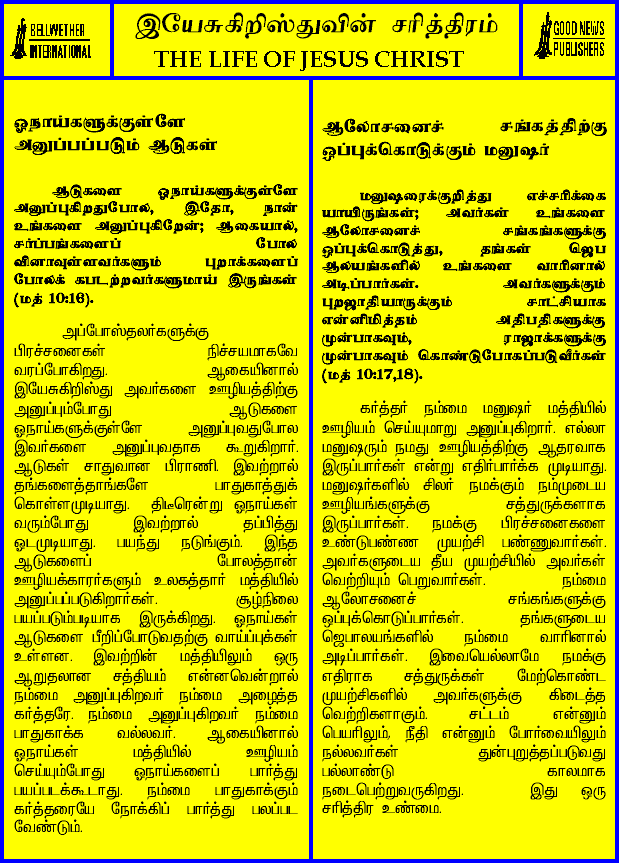 BELLWETHER
INTERNATIONAL
இயேசுகிறிஸ்துவின் சரித்திரம்
THE LIFE OF JESUS CHRIST
GOOD NEWS
PUBLISHERS
ஓநாய்களுக்குள்ளே
அனுப்பப்படும் ஆடுகள்
ஆடுகளை ஓநாய்களுக்குள்ளே
அனுப்புகிறதுபோல, இதோ, நான்
உங்களை அனுப்புகிறேன்; ஆகையால்,
சர்ப்பங்களைப் போல
வினாவுள்ளவர்களும் புறாக்களைப்
போலக் கபடற்றவர்களுமாய் இருங்கள்
(மத் 10:16).
அப்போஸ்தலர்களுக்கு
பிரச்சனைகள் நிச்சயமாகவே
வரப்போகிறது. ஆகையினால்
இயேசுகிறிஸ்து அவர்களை ஊழியத்திற்கு
அனுப்பும்போது ஆடுகளை
ஓநாய்களுக்குள்ளே அனுப்புவதுபோல
இவர்களை அனுப்புவதாக கூறுகிறார்.
ஆடுகள் சாதுவான பிராணி. இவற்றால்
தங்களைத்தாங்களே பாதுகாத்துக்
கொள்ளமுடியாது. திடீரென்று ஓநாய்கள்
வரும்போது இவற்றால் தப்பித்து
ஓடமுடியாது. பயந்து நடுங்கும். இந்த
ஆடுகளைப் போலத்தான்
ஊழியக்காரர்களும் உலகத்தார் மத்தியில்
அனுப்பப்படுகிறார்கள். சூழ்நிலை
பயப்படும்படியாக இருக்கிறது. ஓநாய்கள்
ஆடுகளை பீறிப்போடுவதற்கு வாய்ப்புக்கள்
உள்ளன. இவற்றின் மத்தியிலும் ஒரு
ஆறுதலான சத்தியம் என்னவென்றால்
நம்மை அனுப்புகிறவர் நம்மை அழைத்த
கர்த்தரே. நம்மை அனுப்புகிறவர் நம்மை
பாதுகாக்க வல்லவர். ஆகையினால்
ஓநாய்கள் மத்தியில் ஊழியம்
செய்யும்போது ஓநாய்களைப் பார்த்து
பயப்படக்கூடாது. நம்மை பாதுகாக்கும்
கர்த்தரையே நோக்கிப் பார்த்து பலப்பட
வேண்டும்.
ஆலோசனைச் சங்கத்திற்கு
ஒப்புக்கொடுக்கும் மனுஷர்
மனுஷரைக்குறித்து எச்சரிக்கை
யாயிருங்கள்; அவர்கள் உங்களை
ஆலோசனைச் சங்கங்களுக்கு
ஒப்புக்கொடுத்து, தங்கள் ஜெப
ஆலயங்களில் உங்களை வாரினால்
அடிப்பார்கள். அவர்களுக்கும்
புறஜாதியாருக்கும் சாட்சியாக
என்னிமித்தம் அதிபதிகளுக்கு
முன்பாகவும், ராஜாக்களுக்கு
முன்பாகவும் கொண்டுபோகப்படுவீர்கள்
(மத் 10:17,18).
கர்த்தர் நம்மை மனுஷர் மத்தியில்
ஊழியம் செய்யுமாறு அனுப்புகிறார். எல்லா
மனுஷரும் நமது ஊழியத்திற்கு ஆதரவாக
இருப்பார்கள் என்று எதிர்பார்க்க முடியாது.
மனுஷர்களில் சிலர் நமக்கும் நம்முடைய
ஊழியங்களுக்கு சத்துருக்களாக
இருப்பார்கள். நமக்கு பிரச்சனைகளை
உண்டுபண்ண முயற்சி பண்ணுவார்கள்.
அவர்களுடைய தீய முயற்சியில் அவர்கள்
வெற்றியும் பெறுவார்கள். நம்மை
ஆலோசனைச் சங்கங்களுக்கு
ஒப்புக்கொடுப்பார்கள். தங்களுடைய
ஜெபாலயங்களில் நம்மை வாரினால்
அடிப்பார்கள். இவையெல்லாமே நமக்கு
எதிராக சத்துருக்கள் மேற்கொண்ட
முயற்சிகளில் அவர்களுக்கு கிடைத்த
வெற்றிகளாகும். சட்டம் என்னும்
பெயரிலும், நீதி என்னும் போர்வையிலும்
நல்லவர்கள் துன்புறுத்தப்படுவது
பல்லாண்டு காலமாக
நடைபெற்றுவருகிறது. இது ஒரு
சரித்திர உண்மை.